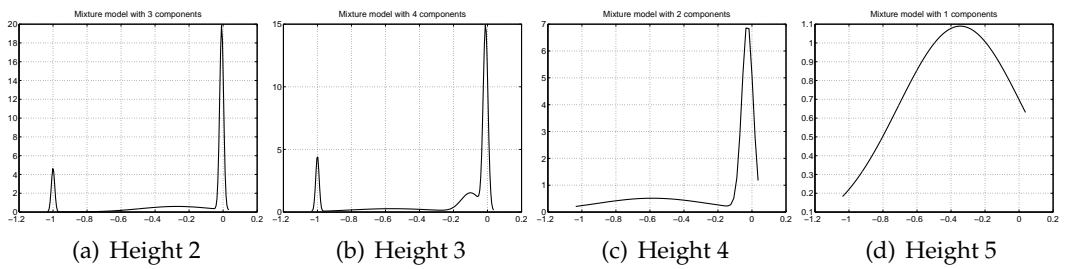 Mixture model with 3 components
20
18
16
14
12
10
8
6
4
2
0
−1.2 −1 −0.8 −0.6 −0.4 −0.2 0 0.2
(a) Height 2
Mixture model with 4 components
15
10
5
0
−1.2 −1 −0.8 −0.6 −0.4 −0.2 0 0.2
(b) Height 3
Mixture model with 2 components
7
6
5
4
3
2
1
0
−1.2 −1 −0.8 −0.6 −0.4 −0.2 0 0.2
(c) Height 4
Mixture model with 1 components
1.1
1
0.9
0.8
0.7
0.6
0.5
0.4
0.3
0.2
0.1
−1.2 −1 −0.8 −0.6 −0.4 −0.2 0 0.2
(d) Height 5